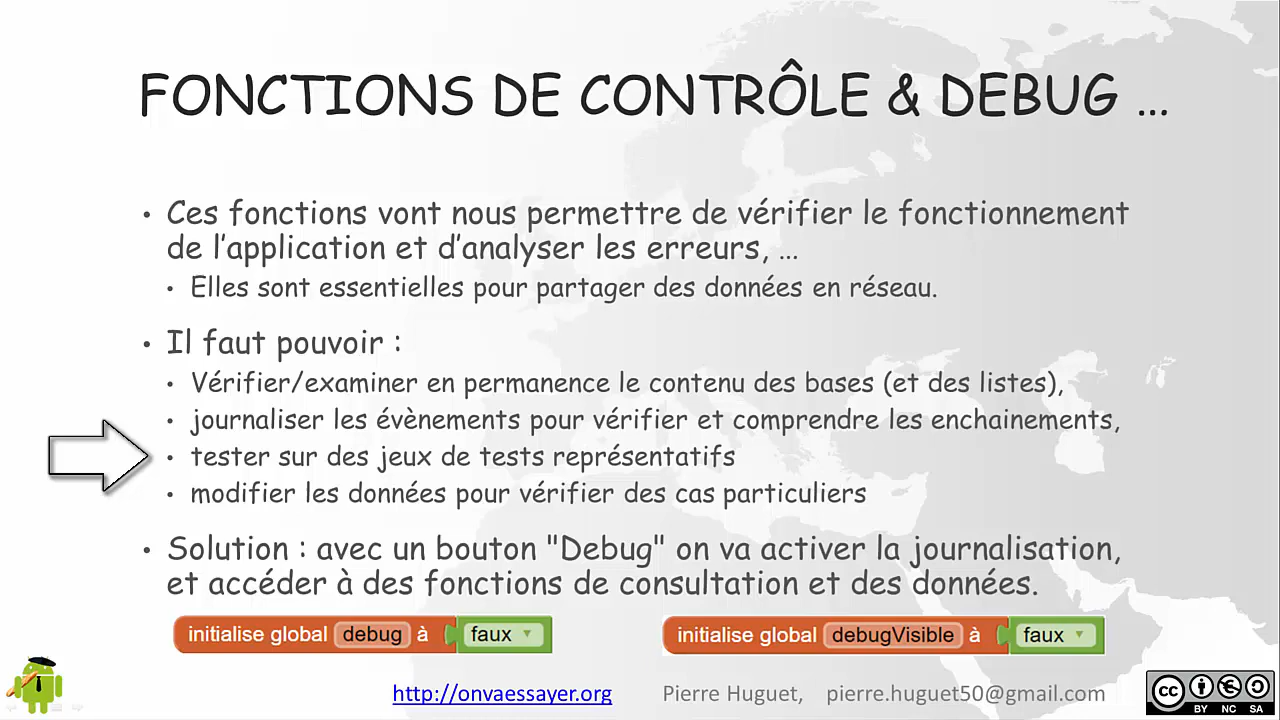 FONCTIONS DE CONTRÔLE & DEBUG ...
• Ces fonctions vont nous permettre de vérifier le fonctionnement
de l'application et d'analyser les erreurs, ...
• Elles sont essentielles pour partager des données en réseau.
• Il faut pouvoir :
• Vérifier/examiner en permanence le contenu des bases (et des listes),
• journaliser les évènements pour vérifier et comprendre les enchainements,
• tester sur des jeux de tests représentatifs
• modifier les données pour vérifier des cas particuliers
• Solution : avec un bouton "Debug" on va activer la journalisation,
et accéder à des fonctions de consultation et des données.
initialise global debug à faux
initialise global debugVisible à faux
http://onvaessayer.org
Pierre Huguet, pierre.huguet50@gmail.com
cc BY NC SA